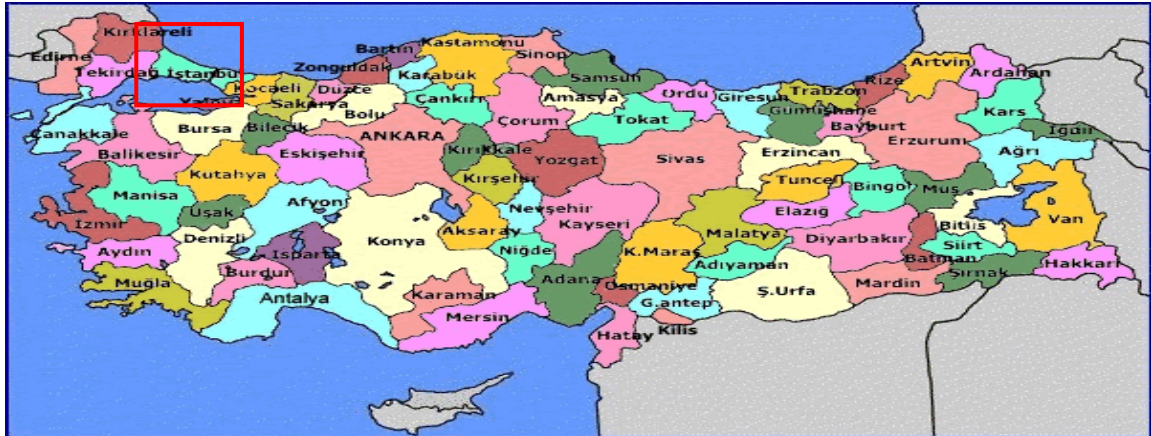 Kırklareli
Edirne
Tekirdağ
İstanbul
Kocaeli
Sakarya
Düzce
Zonguldak
Bartın
Karabük
Kastamonu
Sinop
Samsun
Ordu
Giresun
Trabzon
Rize
Artvin
Ardahan
Kars
Iğdır
Çanakkale
Bursa
Bilecik
Bolu
Çankırı
Çorum
Amasya
Tokat
Gümüşhane
Bayburt
Erzurum
Ağrı
Balikesir
Kutahya
Eskişehir
ANKARA
Kırıkkale
Yozgat
Sivas
Erzincan
Tunceli
Bingöl
Muş
Bitlis
Van
Manisa
Uşak
Afyon
Kırşehir
Nevşehir
Kayseri
Malatya
Elazığ
İzmir
Aydın
Denizli
Isparta
Konya
Aksaray
Niğde
K.Maraş
Adıyaman
Diyarbakır
Batman
Siirt
Şırnak
Hakkari
Muğla
Burdur
Antalya
Karaman
Mersin
Adana
Osmaniye
G.antep
Ş.Urfa
Mardin
Hatay
Kilis